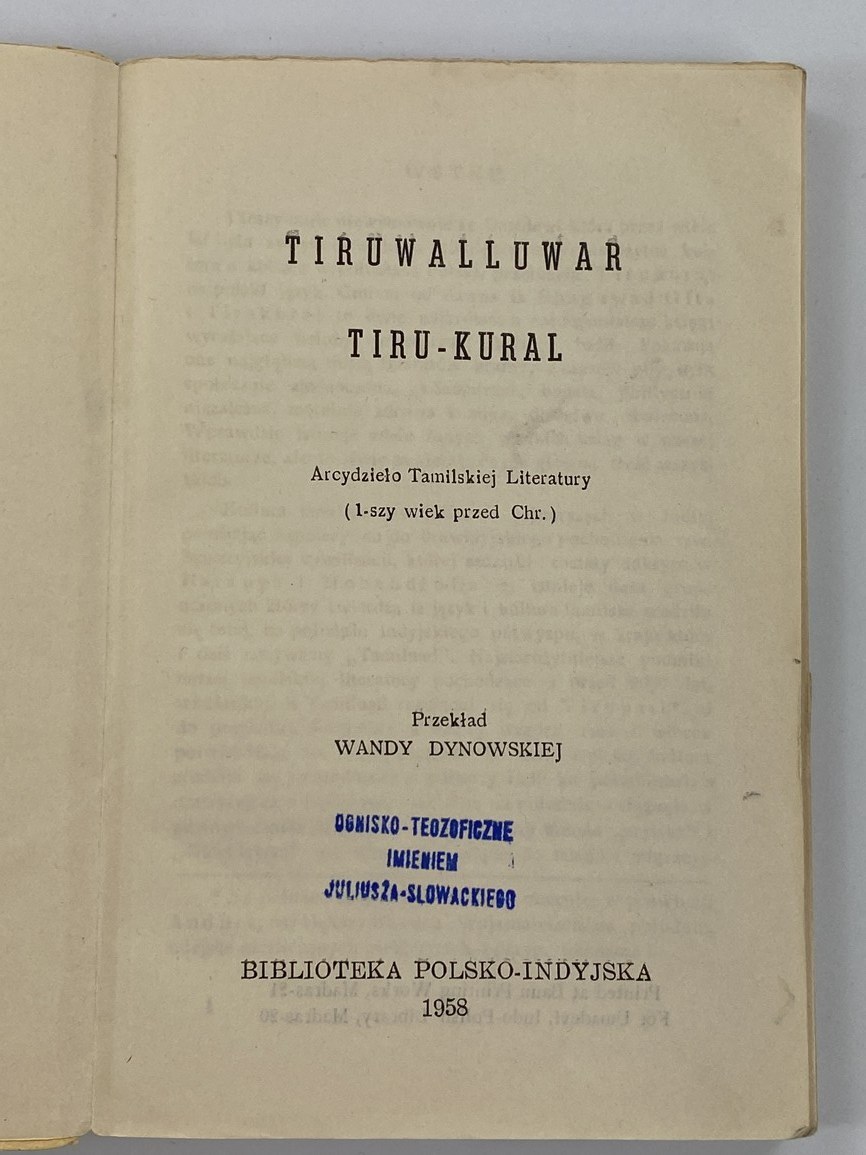 TIRUWALLUWAR
TIRU-KURAL
Arcydzieło Tamilskiej Literatury
( 1-szy wiek przed Chr. )
Przekład
WANDY DYNOWSKIEJ
OGNISKO-TEOZOFICZNE
IMIENIEM
JULIUSZA-SLOWACKIEGO
BIBLIOTEKA POLSKO-INDYJSKA
1958